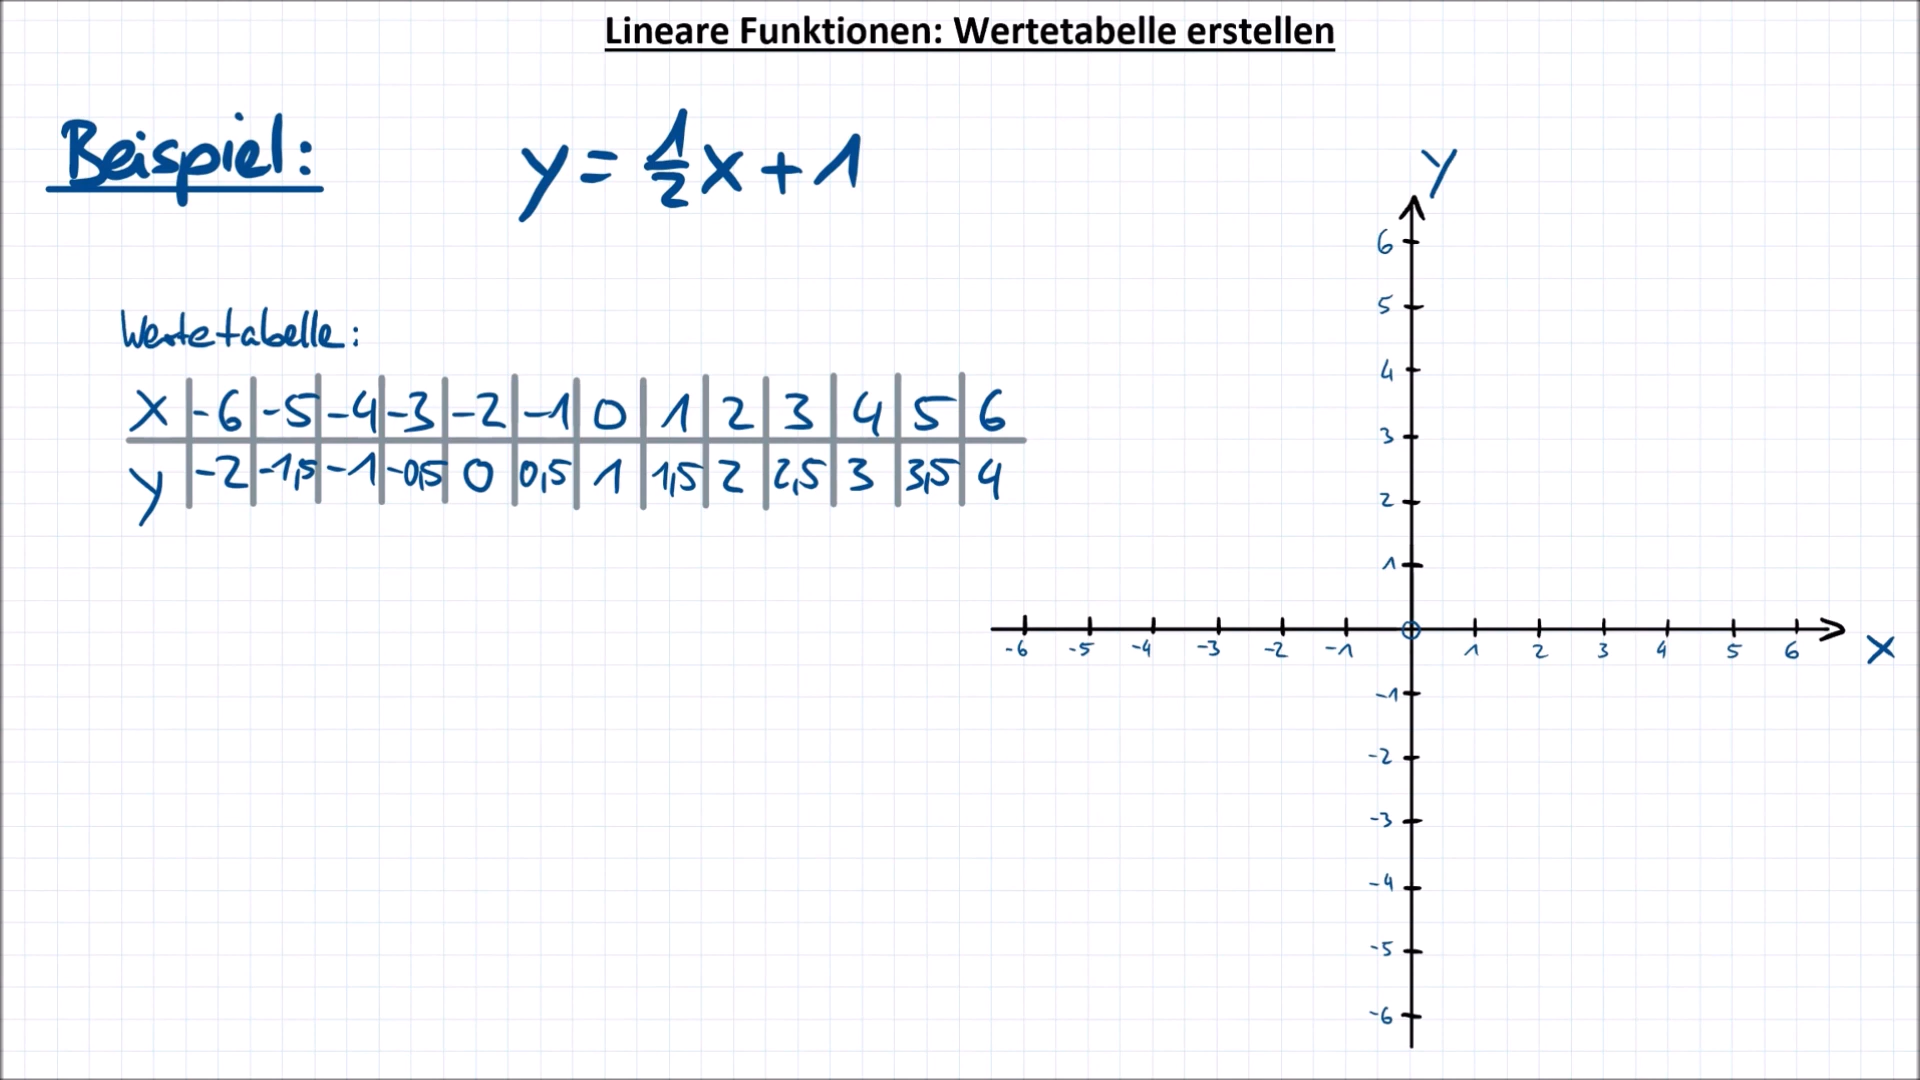 Lineare Funktionen: Wertetabelle erstellen
Beispiel: y = 1/2 x + 1
Wertetabelle:
x -6 -5 -4 -3 -2 -1 0 1 2 3 4 5 6
y -2 -1,5 -1 -0,5 0 0,5 1 1,5 2 2,5 3 3,5 4
y
6
5
4
3
2
1
-6 -5 -4 -3 -2 -1 1 2 3 4 5 6 x
-1
-2
-3
-4
-5
-6